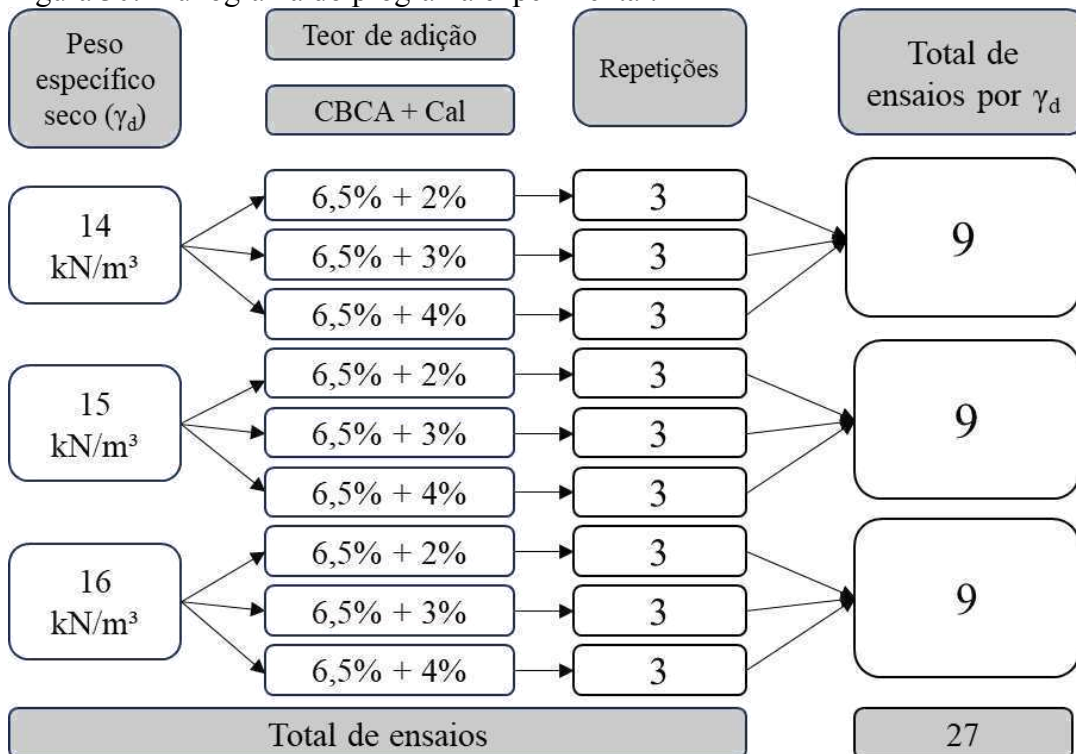 Peso
específico
seco (γd)
Teor de adição
CBCA + Cal
Repetições
Total de
ensaios por γd
14
kN/m³
6,5% + 2%
3
6,5% + 3%
3
6,5% + 4%
3
9
15
kN/m³
6,5% + 2%
3
6,5% + 3%
3
6,5% + 4%
3
9
16
kN/m³
6,5% + 2%
3
6,5% + 3%
3
6,5% + 4%
3
9
Total de ensaios
27